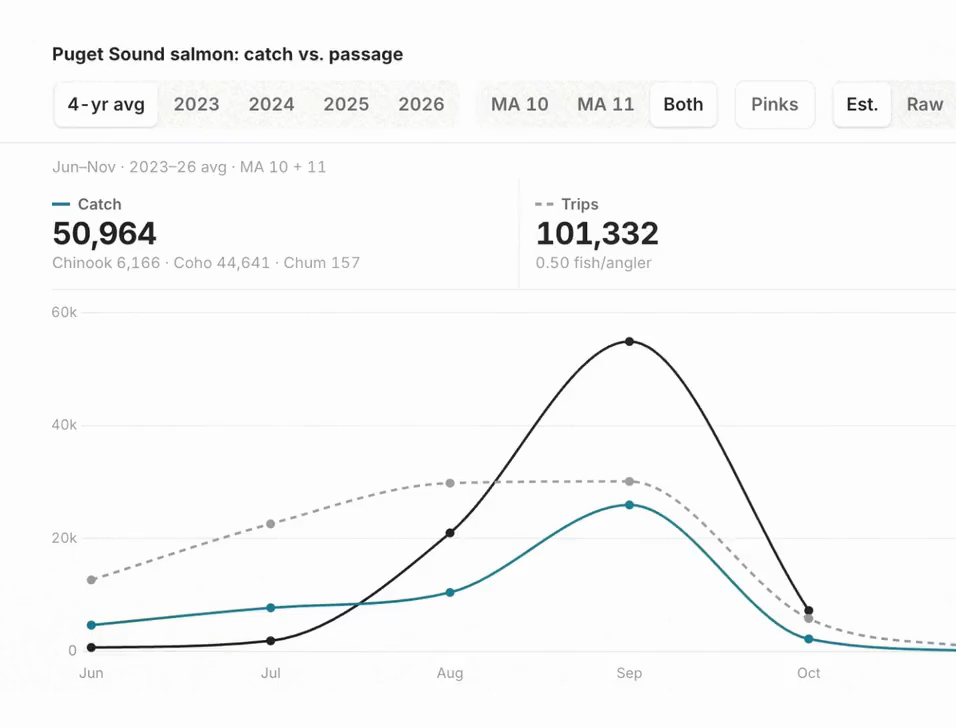 Puget Sound salmon: catch vs. passage
4-yr avg 2023 2024 2025 2026 MA 10 MA 11 Both Pinks Est. Raw
Jun–Nov · 2023–26 avg · MA 10 + 11
Catch
50,964
Chinook 6,166 · Coho 44,641 · Chum 157
Trips
101,332
0.50 fish/angler
60k
40k
20k
0
Jun Jul Aug Sep Oct